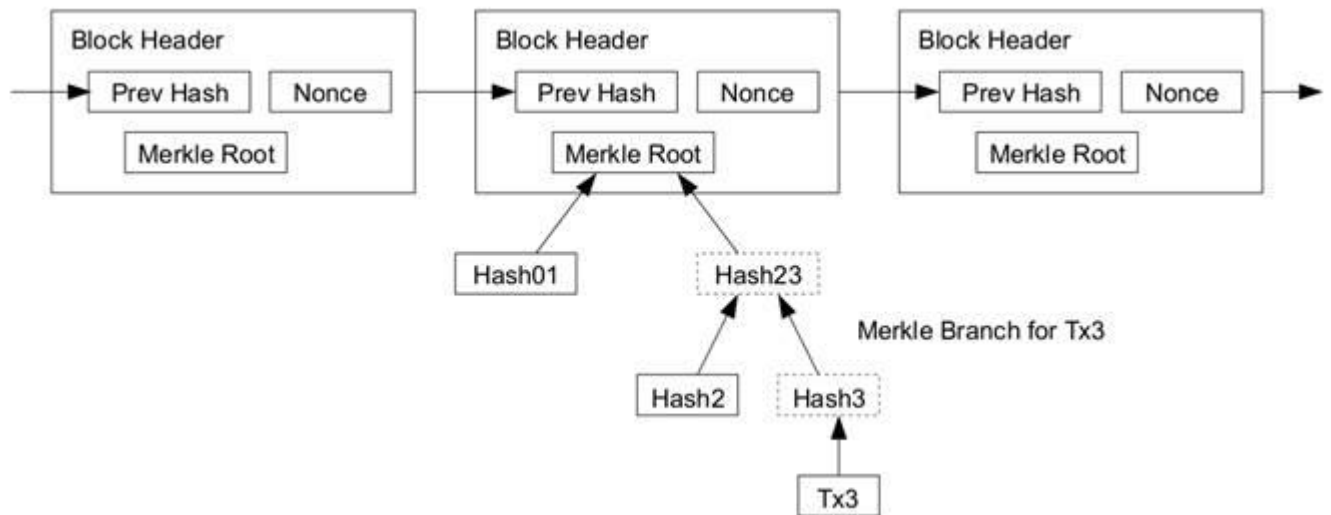 Block Header
Block Header
Block Header
Prev Hash
Nonce
Prev Hash
Nonce
Prev Hash
Nonce
Merkle Root
Merkle Root
Merkle Root
Hash01
Hash23
Merkle Branch for Tx3
Hash2
Hash3
Tx3